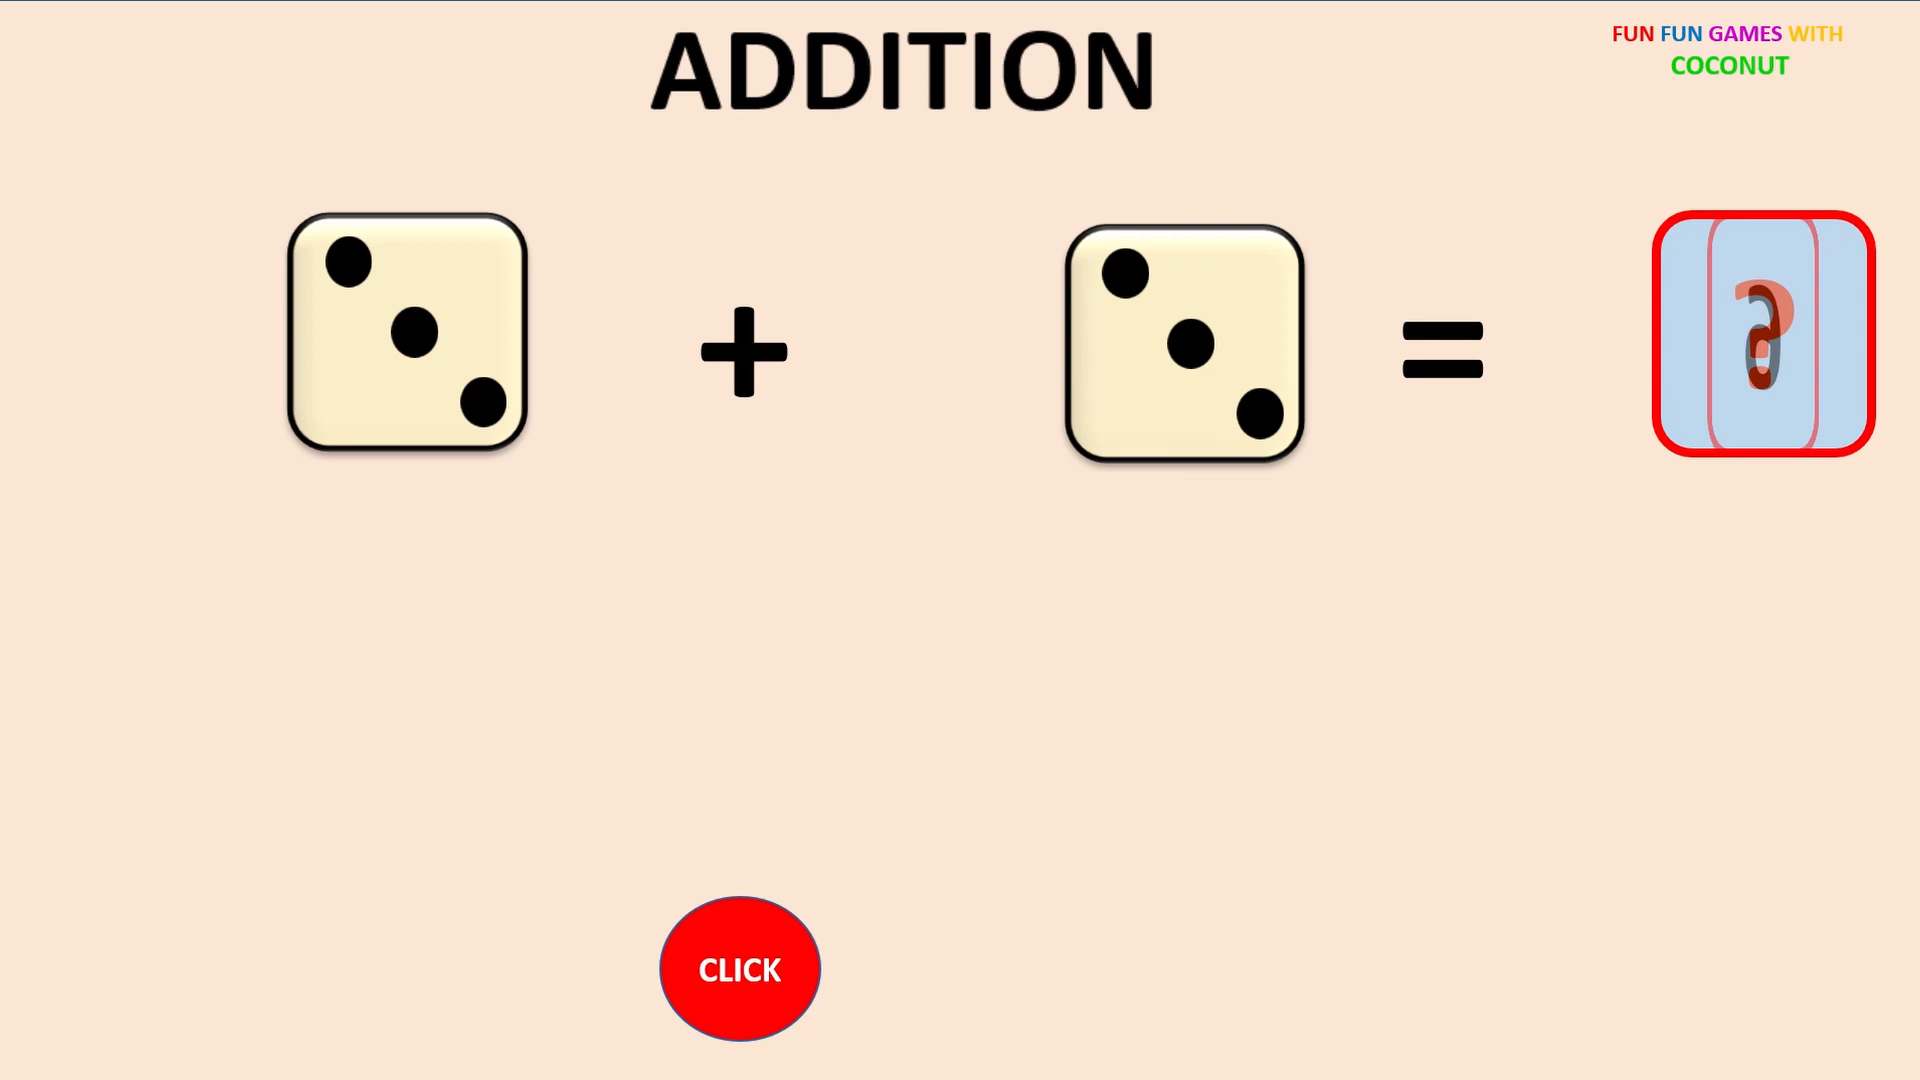 ADDITION
FUN FUN GAMES WITH
COCONUT
+
=
?
CLICK